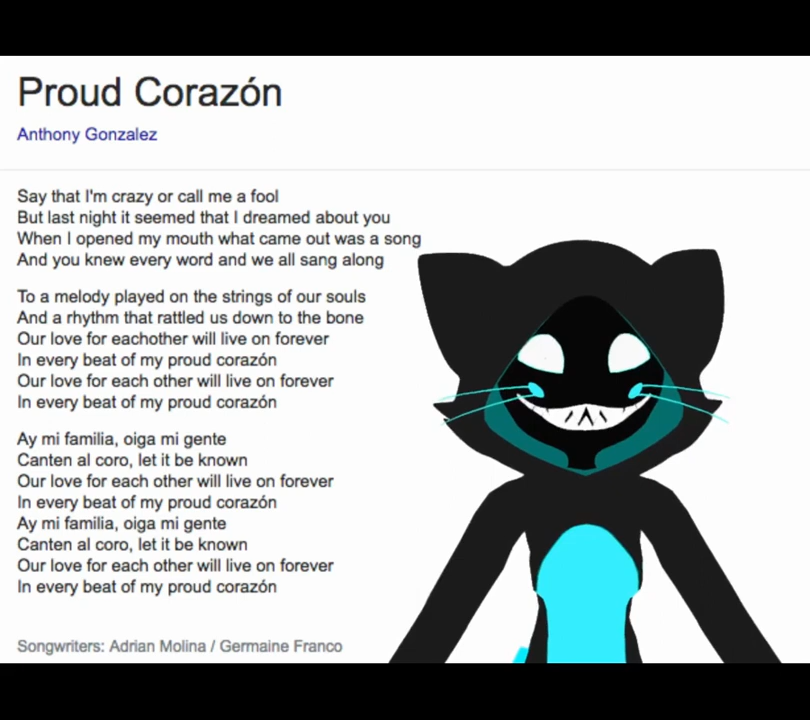 Proud Corazón
Anthony Gonzalez
Say that I'm crazy or call me a fool
But last night it seemed that I dreamed about you
When I opened my mouth what came out was a song
And you knew every word and we all sang along
To a melody played on the strings of our souls
And a rhythm that rattled us down to the bone
Our love for eachother will live on forever
In every beat of my proud corazón
Our love for each other will live on forever
In every beat of my proud corazón
Ay mi familia, oiga mi gente
Canten al coro, let it be known
Our love for each other will live on forever
In every beat of my proud corazón
Ay mi familia, oiga mi gente
Canten al coro, let it be known
Our love for each other will live on forever
In every beat of my proud corazón
Songwriters: Adrian Molina / Germaine Franco